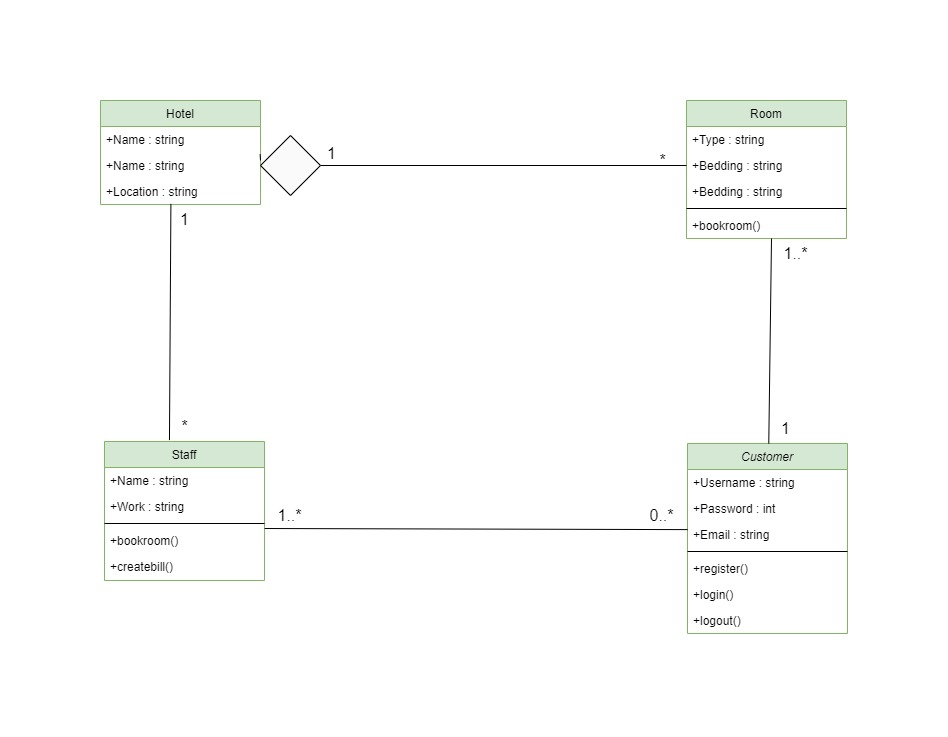 Hotel
+Name : string
+Name : string
+Location : string
1
*
Room
+Type : string
+Bedding : string
+Bedding : string
+bookroom()
1
*
1..*
1
Staff
+Name : string
+Work : string
+bookroom()
+createbill()
1..*
0..*
Customer
+Username : string
+Password : int
+Email : string
+register()
+login()
+logout()